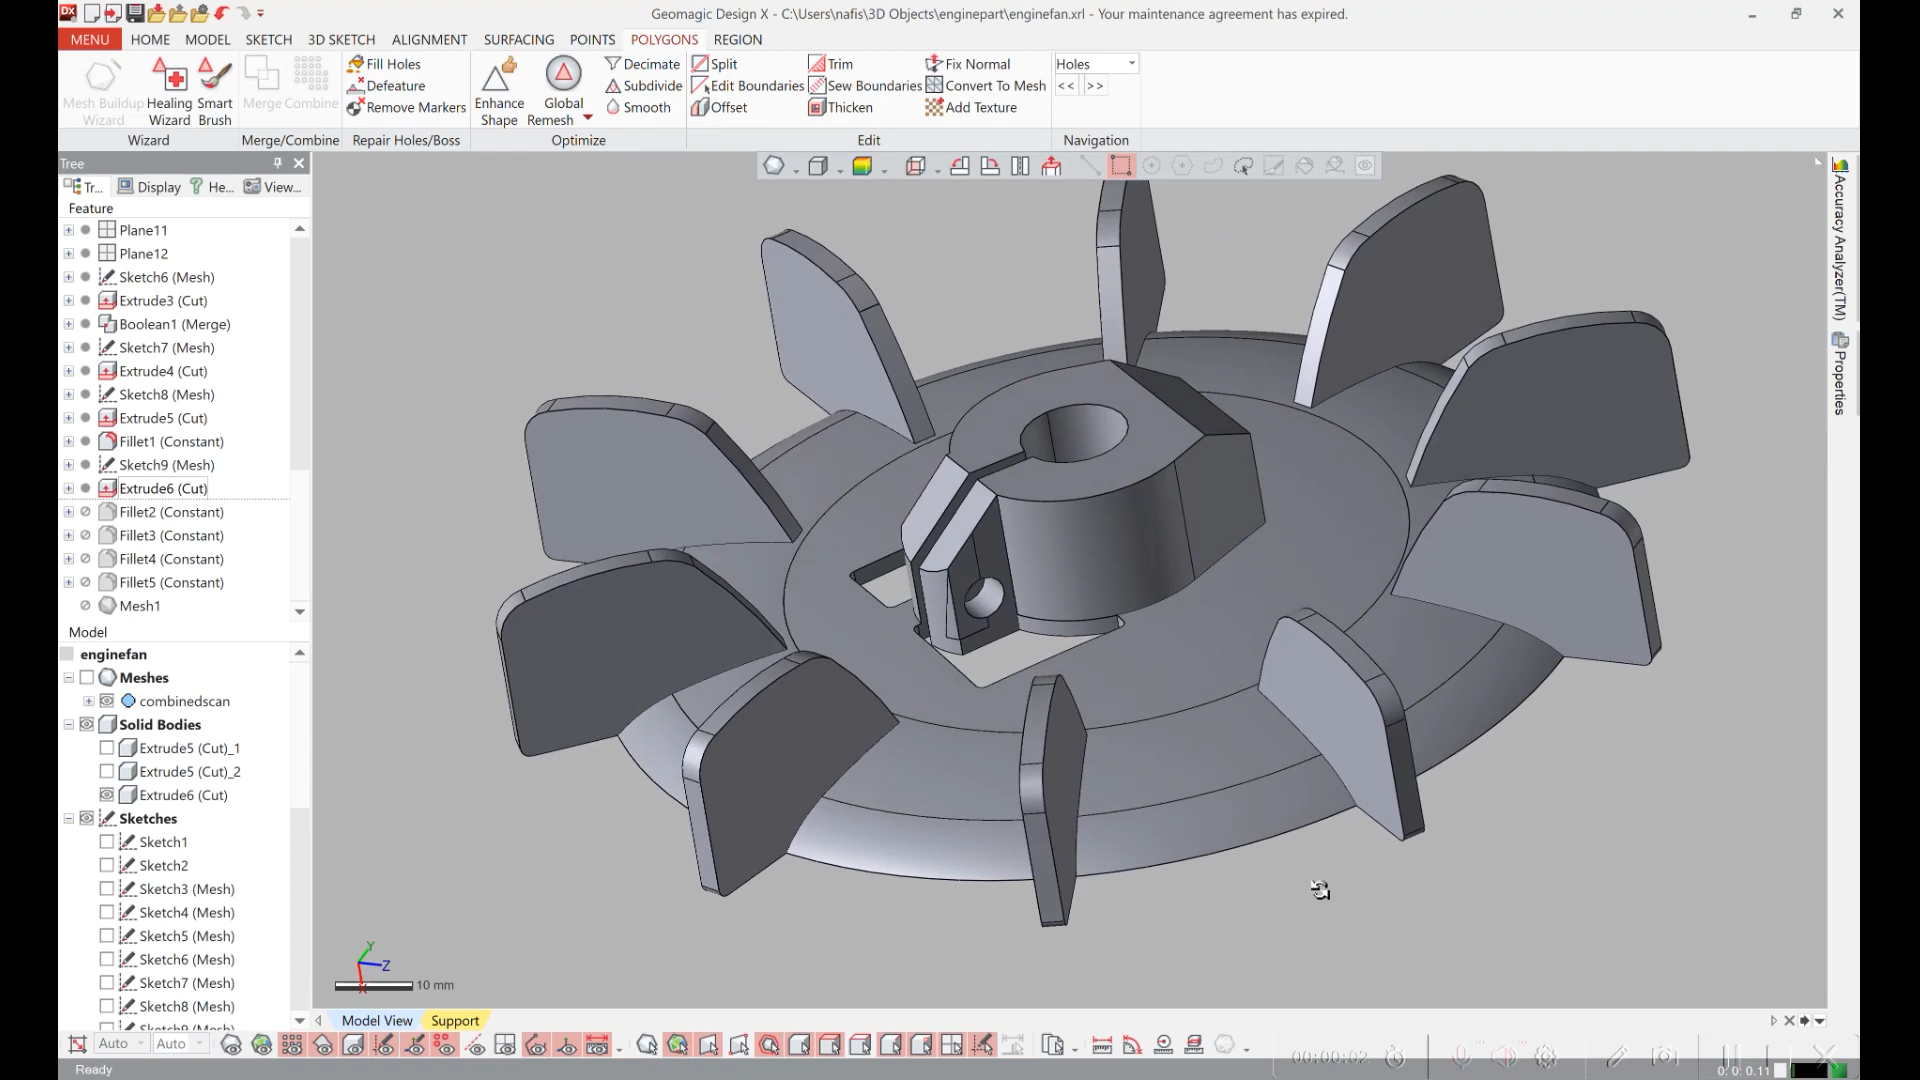 Geomagic Design X - C:\Users\nafis\3D Objects\enginepart\enginefan.xrl - Your maintenance agreement has expired.
MENU HOME MODEL SKETCH 3D SKETCH ALIGNMENT SURFACING POINTS POLYGONS REGION
Mesh Buildup Wizard
Healing Wizard
Smart Brush
Merge Combine
Fill Holes
Defeature
Remove Markers
Enhance Shape
Global Remesh
Decimate
Subdivide
Smooth
Split
Edit Boundaries
Offset
Trim
Sew Boundaries
Thicken
Fix Normal
Convert To Mesh
Add Texture
Holes
<< >>
Wizard Merge/Combine Repair Holes/Boss Optimize Edit Navigation
Tree
Tr... Display He... View...
Feature
Plane11
Plane12
Sketch6 (Mesh)
Extrude3 (Cut)
Boolean1 (Merge)
Sketch7 (Mesh)
Extrude4 (Cut)
Sketch8 (Mesh)
Extrude5 (Cut)
Fillet1 (Constant)
Sketch9 (Mesh)
Extrude6 (Cut)
Fillet2 (Constant)
Fillet3 (Constant)
Fillet4 (Constant)
Fillet5 (Constant)
Mesh1
Model
enginefan
Meshes
combinedscan
Solid Bodies
Extrude5 (Cut)_1
Extrude5 (Cut)_2
Extrude6 (Cut)
Sketches
Sketch1
Sketch2
Sketch3 (Mesh)
Sketch4 (Mesh)
Sketch5 (Mesh)
Sketch6 (Mesh)
Sketch7 (Mesh)
Sketch8 (Mesh)
Sketch9 (Mesh)
Accuracy Analyzer(TM)
Properties
Y
Z
X
10 mm
Model View Support
Auto Auto
00:00:02
Ready
0: 0: 0.11